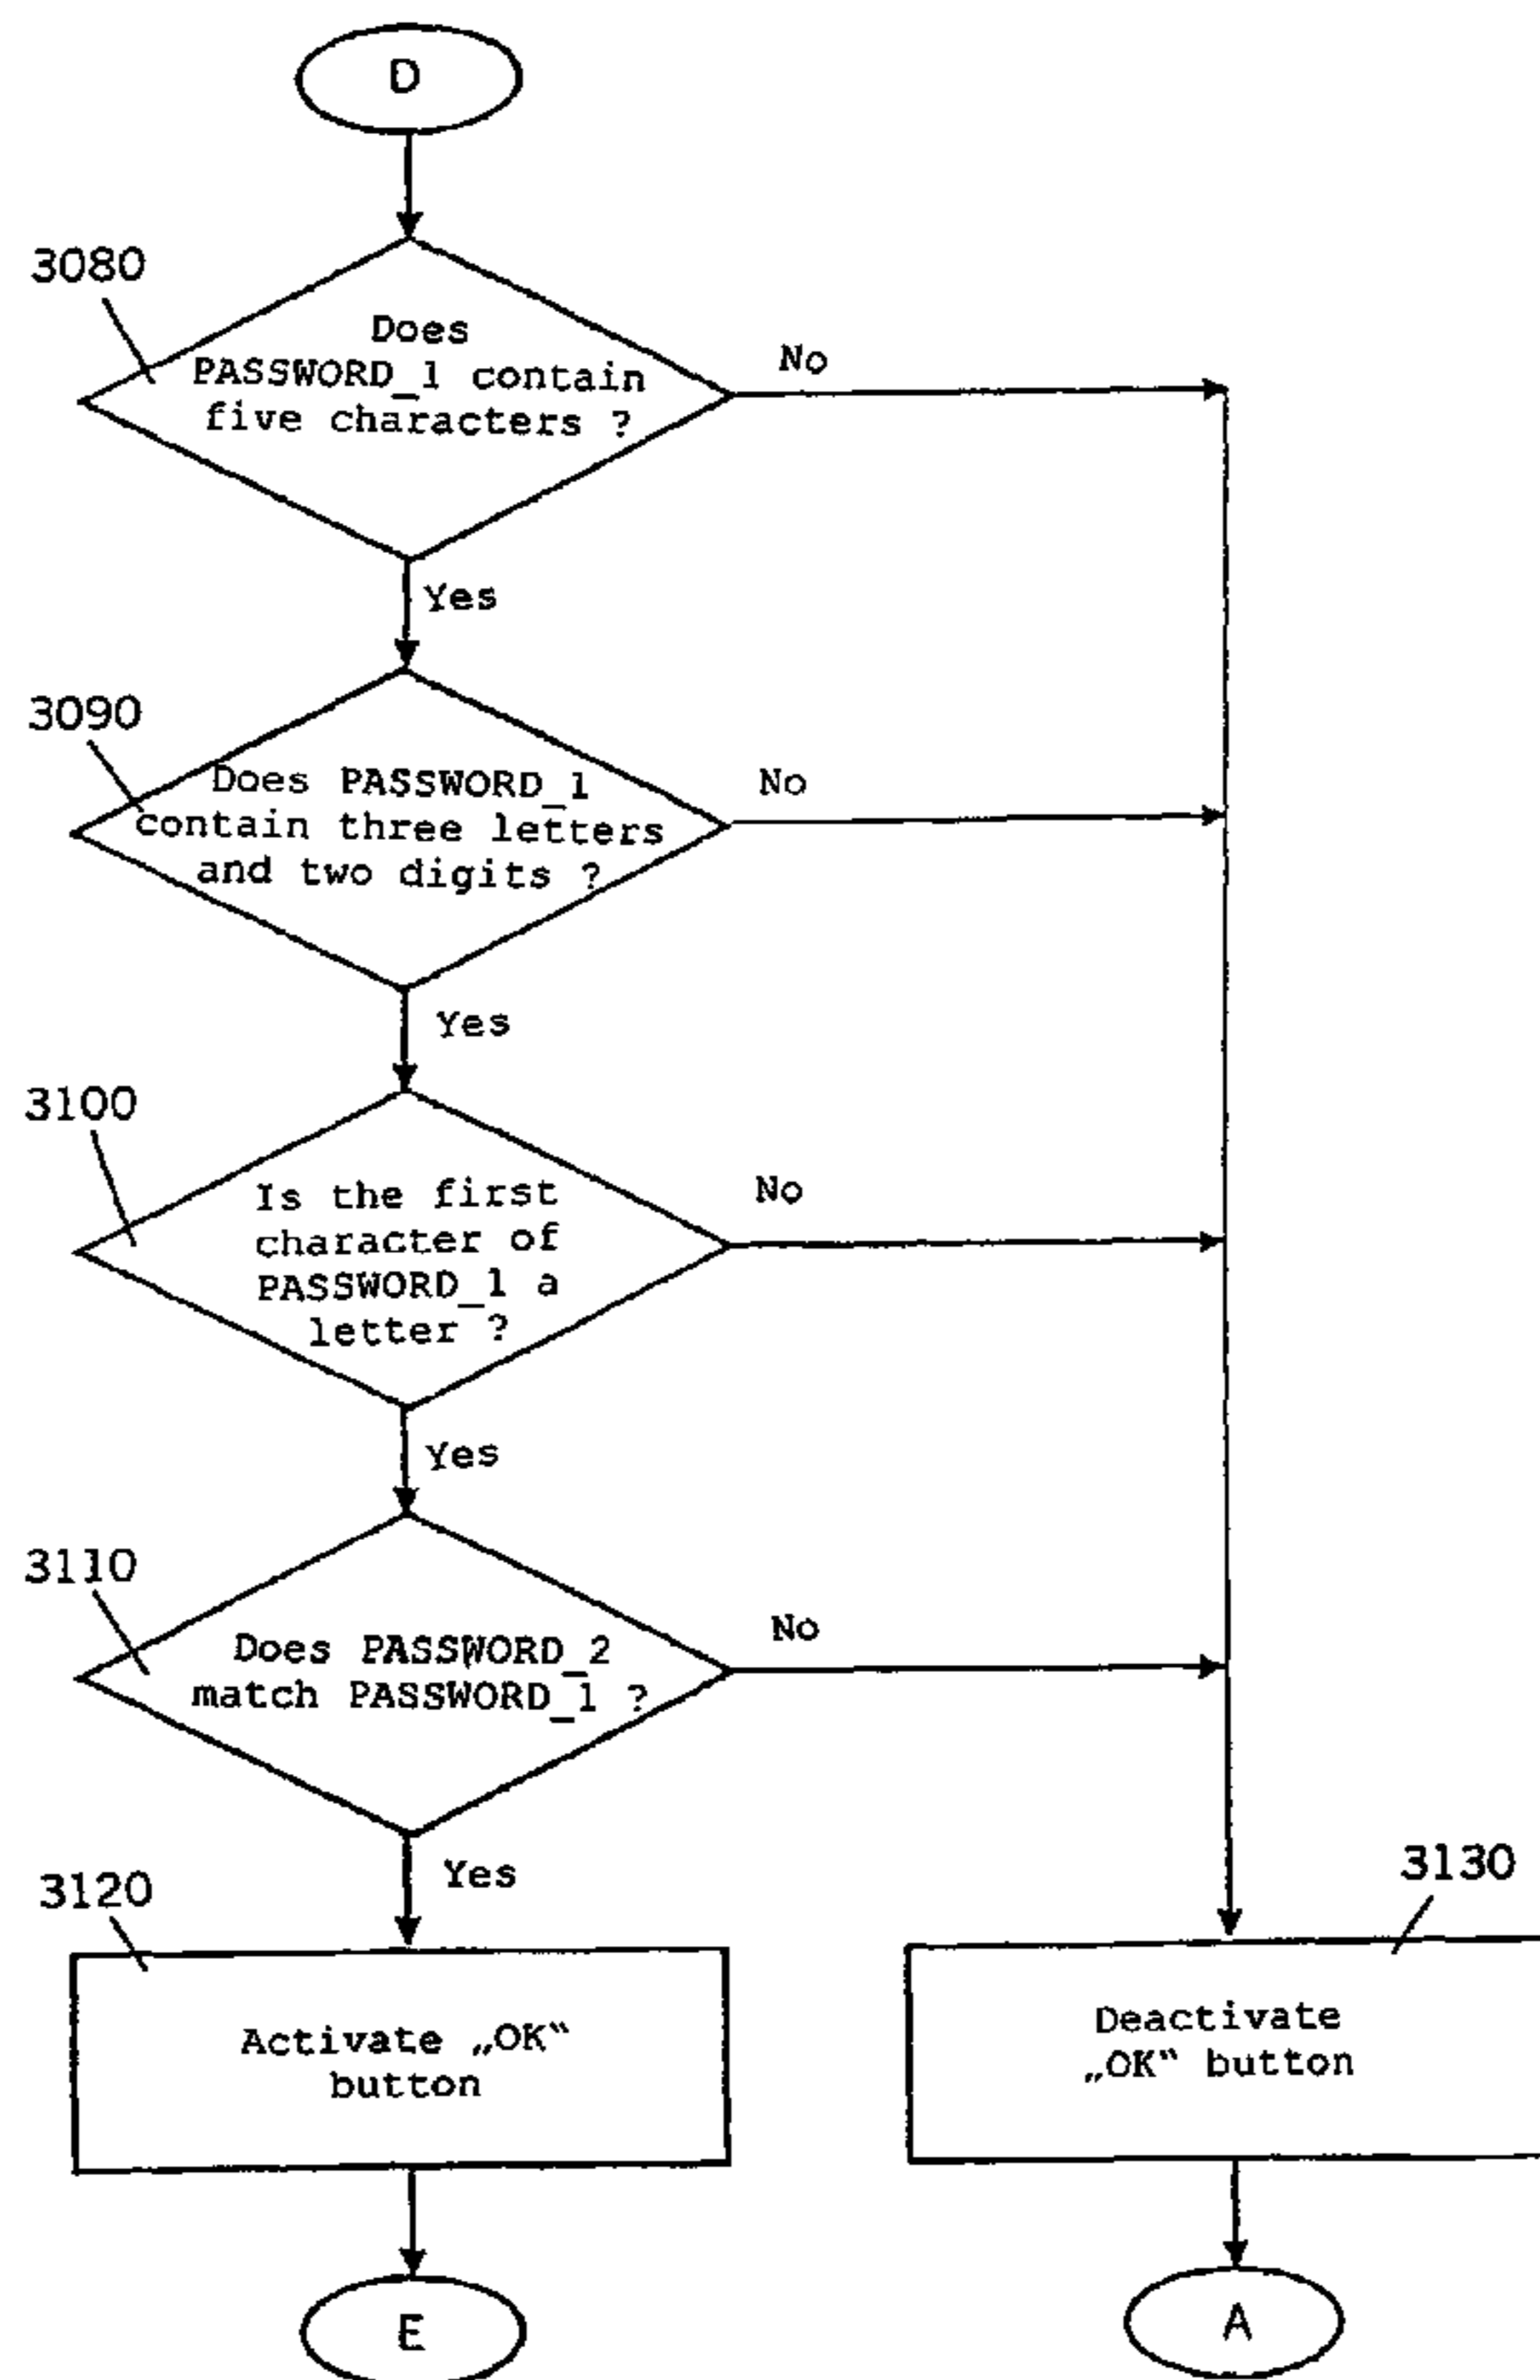 D
3080
Does
PASSWORD_1 contain
five characters ?
No
Yes
3090
Does PASSWORD_1
contain three letters
and two digits ?
No
Yes
3100
Is the first
character of
PASSWORD_1 a
letter ?
No
Yes
3110
Does PASSWORD_2
match PASSWORD_1 ?
No
Yes
3120
Activate „OK“
button
3130
Deactivate
„OK“ button
E
A